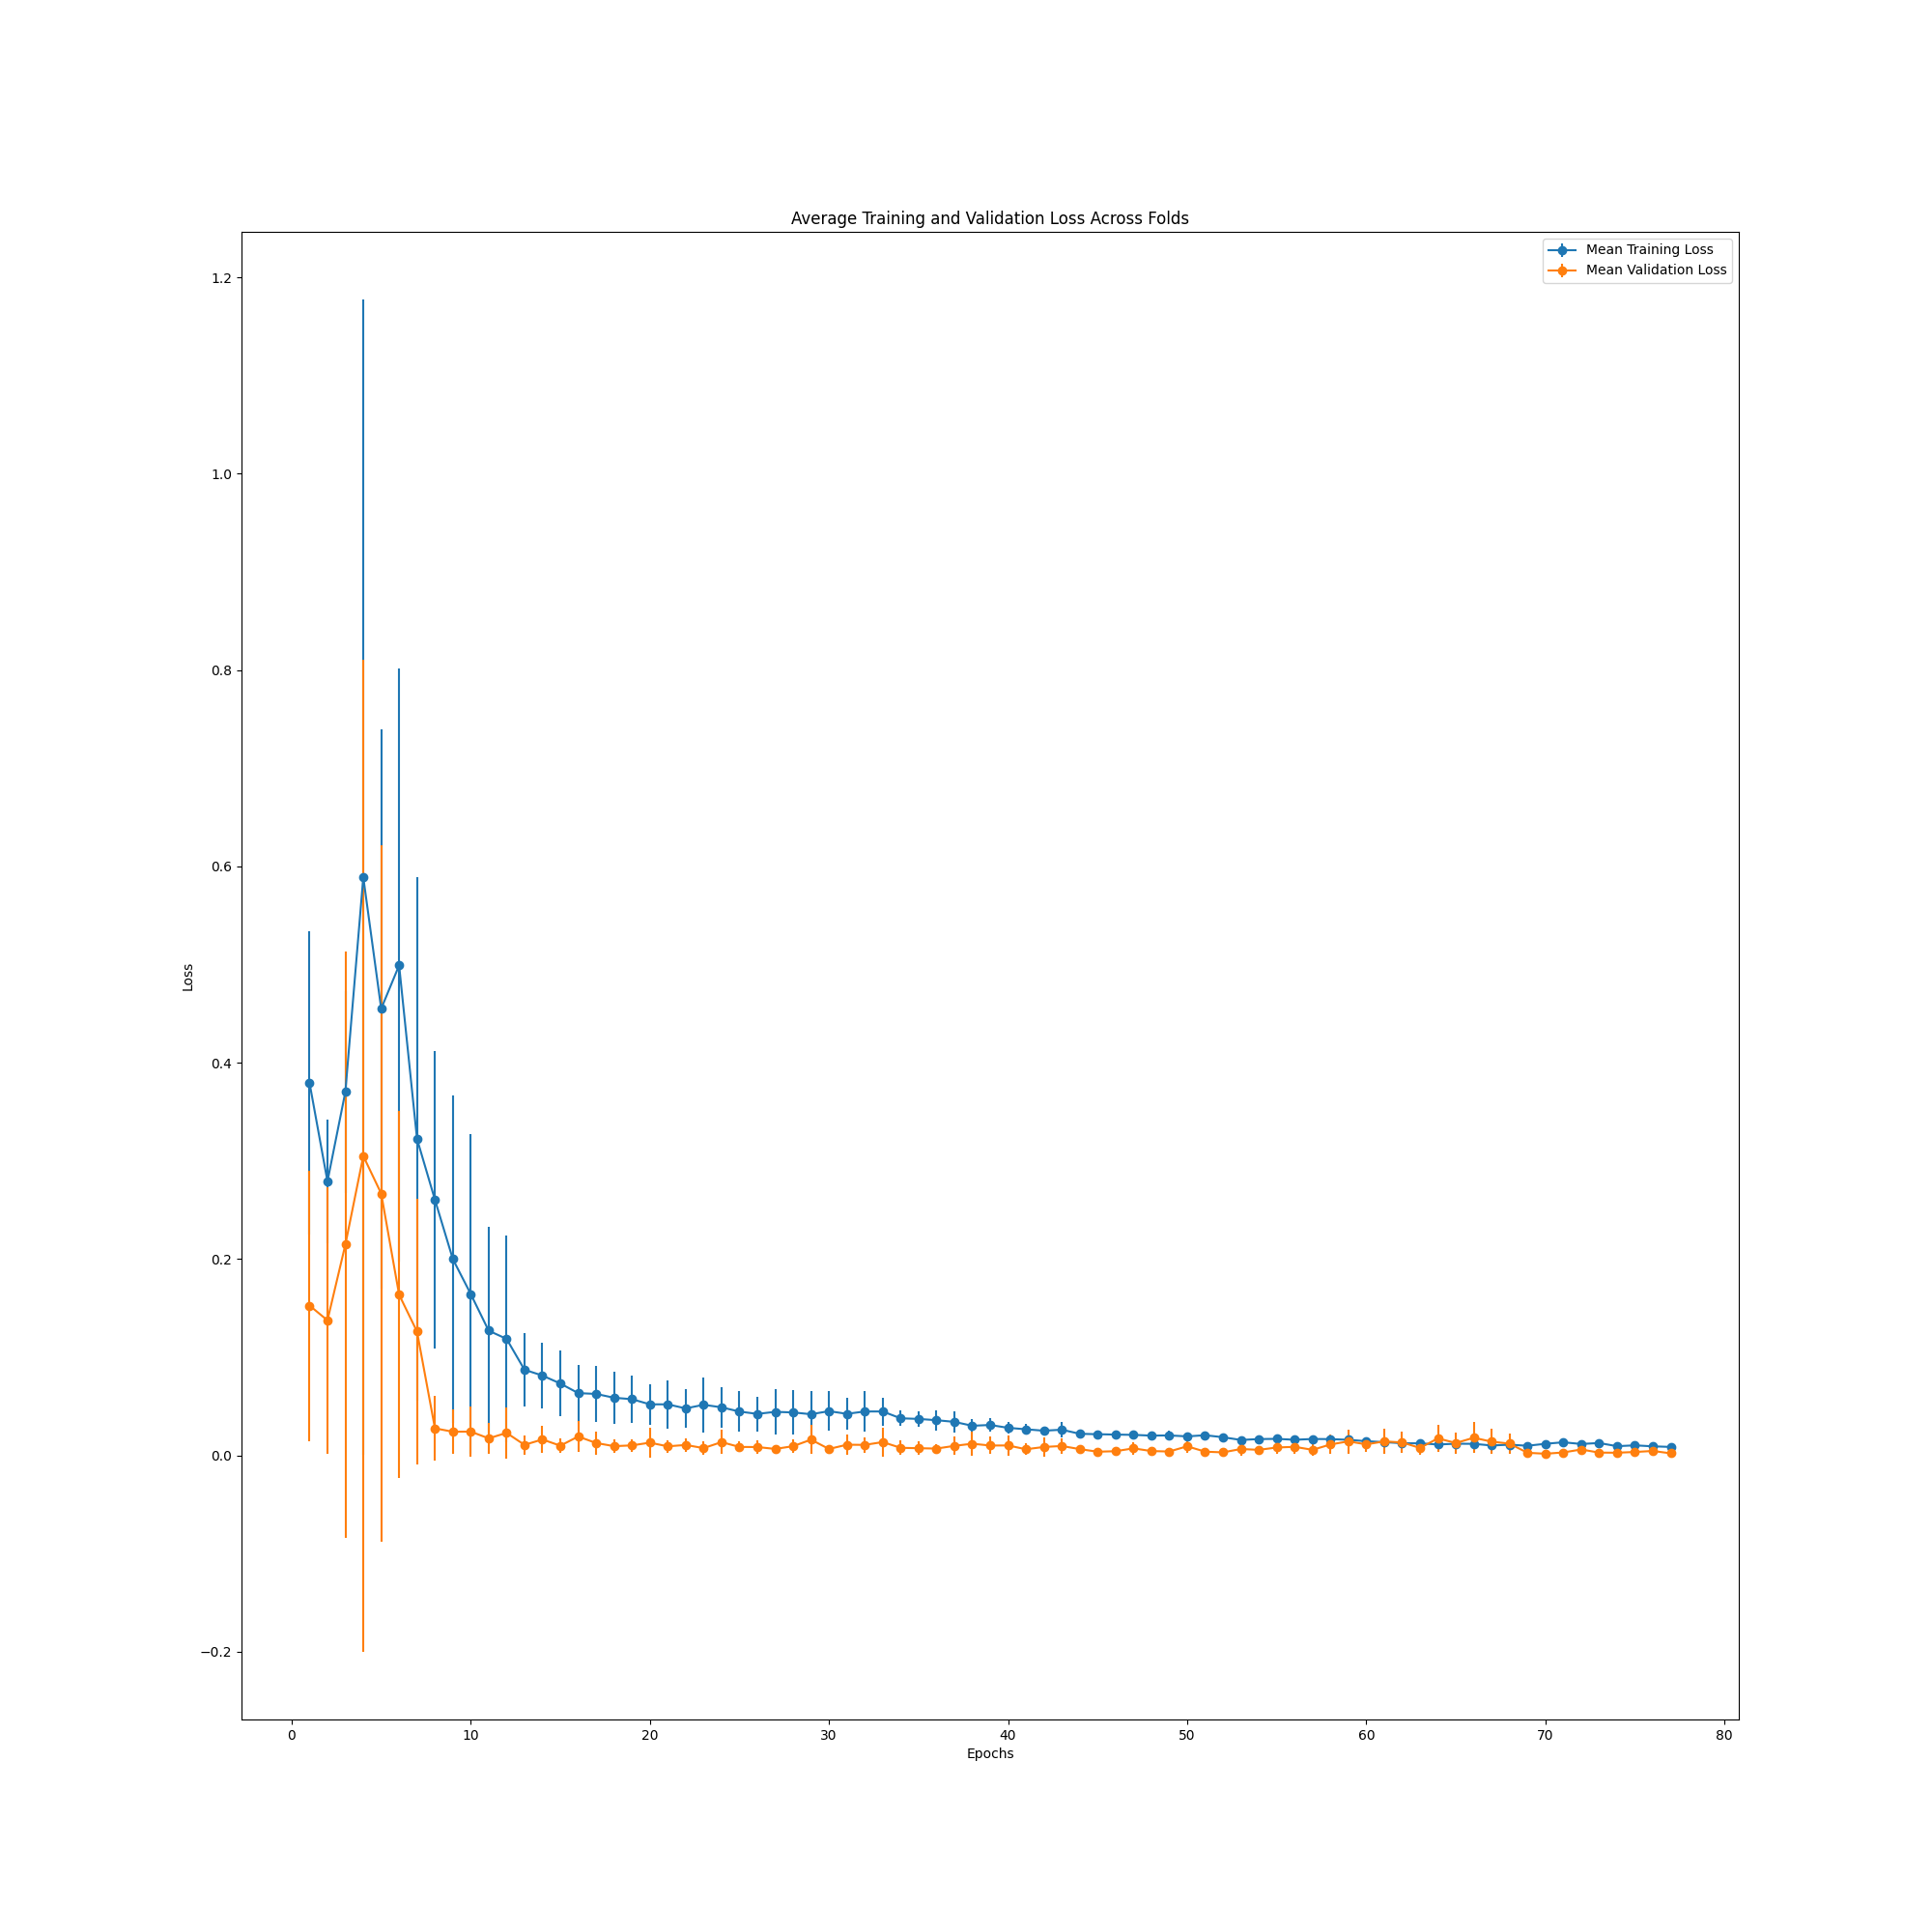 Average Training and Validation Loss Across Folds
Mean Training Loss
Mean Validation Loss
1.2
1.0
0.8
0.6
0.4
0.2
0.0
−0.2
Loss
0 10 20 30 40 50 60 70 80
Epochs